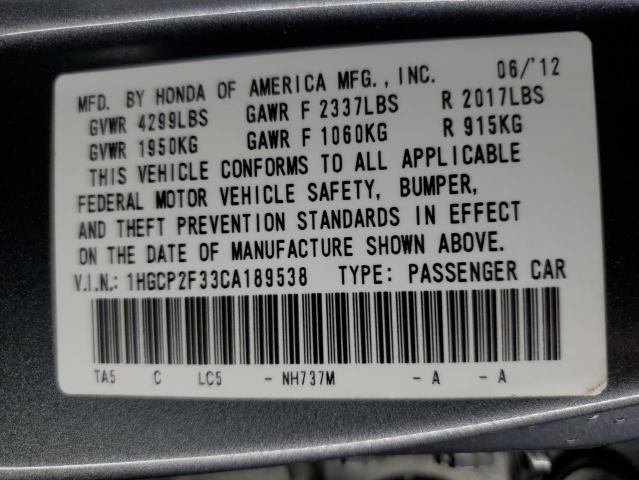 MFD. BY HONDA OF AMERICA MFG., INC. 06/'12
GVWR 4299LBS GAWR F 2337LBS R 2017LBS
GVWR 1950KG GAWR F 1060KG R 915KG
THIS VEHICLE CONFORMS TO ALL APPLICABLE
FEDERAL MOTOR VEHICLE SAFETY, BUMPER,
AND THEFT PREVENTION STANDARDS IN EFFECT
ON THE DATE OF MANUFACTURE SHOWN ABOVE.
V.I.N.: 1HGCP2F33CA189538 TYPE: PASSENGER CAR
TA5 C LC5 - NH737M - A - A